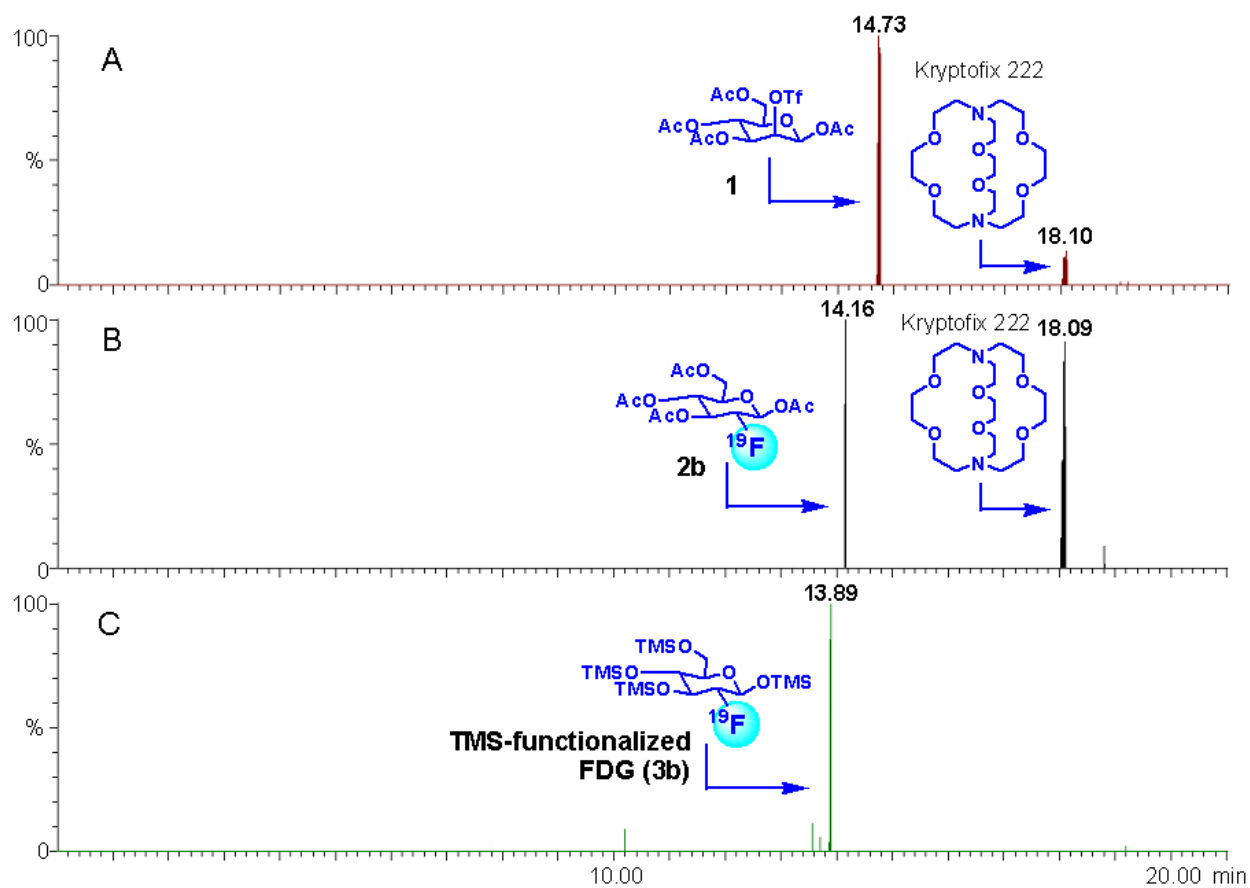 A
100
%
0
14.73
AcO
OTf
O
AcO
AcO
OAc
1
Kryptofix 222
N
O
O
O
O
O
O
N
18.10
B
100
%
0
14.16
AcO
O
AcO
AcO
OAc
19F
2b
Kryptofix 222
18.09
N
O
O
O
O
O
O
N
C
100
%
0
13.89
TMSO
O
TMSO
TMSO
OTMS
19F
TMS-functionalized
FDG (3b)
10.00
20.00 min